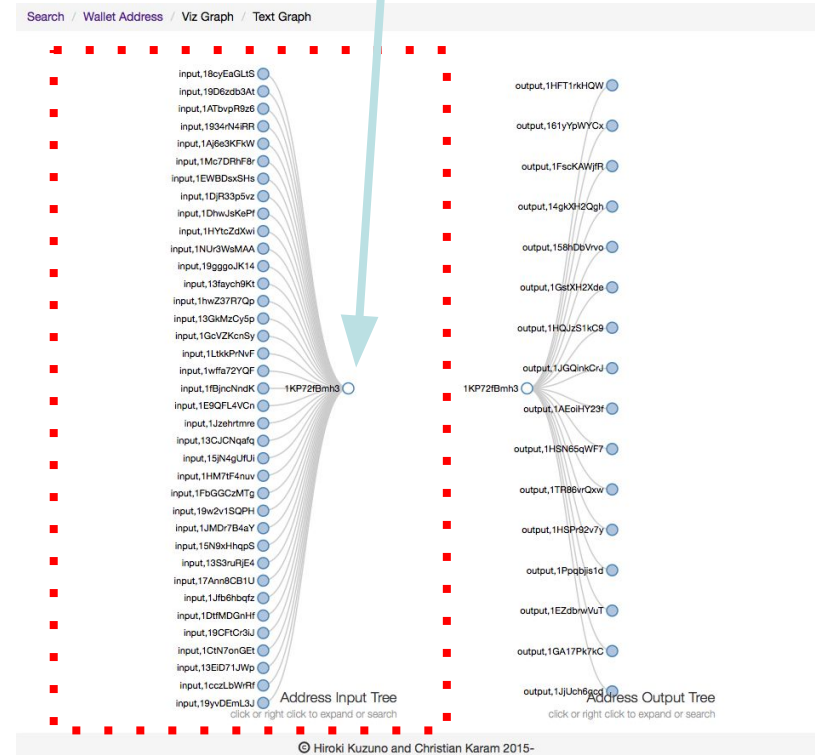 Search / Wallet Address / Viz Graph / Text Graph
input,18cyEaGLtS
input,19D6zdb3At
input,1ATbvpR9z6
input,1934rN4iRR
input,1Aj6e3KFkW
input,1Mc7DRhF8r
input,1EWBDsxSHs
input,1DjR33p5vz
input,1DhwJsKePf
input,1HYtcZdXwi
input,1NUr3WsMAA
input,19gggoJK14
input,13faych9Kt
input,1hwZ37R7Qp
input,13GkMzCy5p
input,1GcVZKcnSy
input,1LtkkPrNvF
input,1wffa72YQF
input,1fBjncNndK
input,1E9QFL4VCn
input,1Jzehrtmre
input,13CJCNqafq
input,15jN4gUfUi
input,1HM7tF4nuv
input,1FbGGCzMTg
input,19w2v1SQPH
input,1JMDr7B4aY
input,15N9xHhqpS
input,13S3ruRjE4
input,17Ann8CB1U
input,1Jfb6hbqfz
input,1DtfMDGnHf
input,19CFtCr3iJ
input,1CtN7onGEt
input,13EiD71JWp
input,1cczLbWrRf
input,19yvDEmL3J
1KP72fBmh3
Address Input Tree
click or right click to expand or search
output,1HFT1rkHQW
output,161yYpWYCx
output,1FscKAWjfR
output,14gkXH2Qgh
output,158hDbVrvo
output,1GstXH2Xde
output,1HQJzS1kC9
output,1JGQinkCrJ
1KP72fBmh3
output,1AEoiHY23f
output,1HSN65qWF7
output,1TR86vrQxw
output,1HSPr92v7y
output,1Ppqbjis1d
output,1EZdbrwVuT
output,1GA17Pk7kC
output,1JjUch6gcd
Address Output Tree
click or right click to expand or search
© Hiroki Kuzuno and Christian Karam 2015-